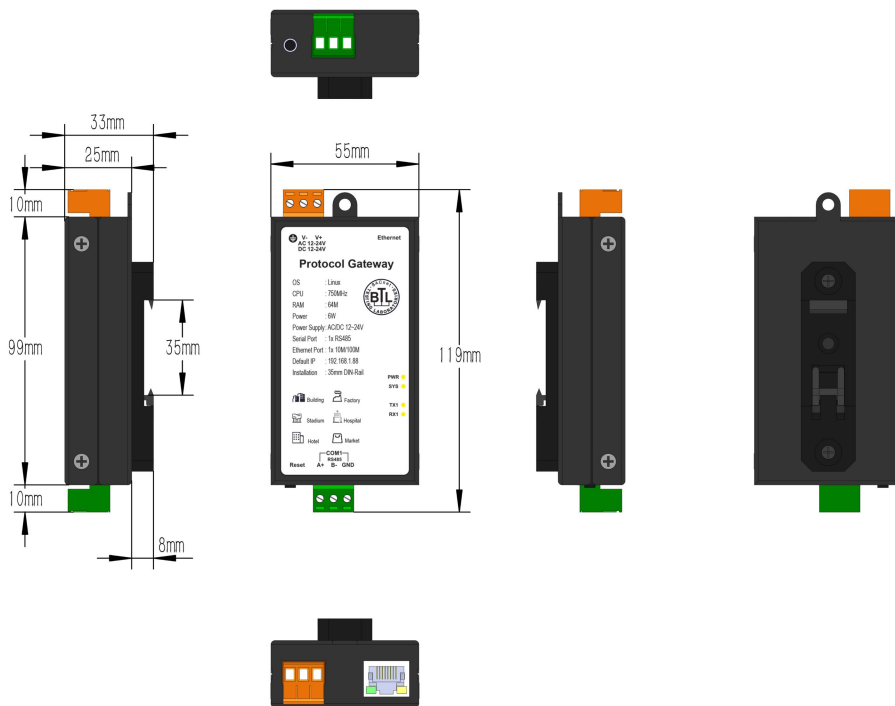 33mm
25mm
55mm
10mm
V- V+
AC 12-24V
DC 12-24V
Ethernet
Protocol Gateway
OS : Linux
CPU : 750MHz
RAM : 64M
Power : 6W
Power Supply: AC/DC 12~24V
Serial Port : 1x RS485
Ethernet Port : 1x 10M/100M
Default IP : 192.168.1.88
Installation : 35mm DIN-Rail
BTL
99mm
35mm
119mm
PWR
SYS
TX1
RX1
Building Factory
Stadium Hospital
Hotel Market
COM1
RS485
Reset A+ B- GND
10mm
8mm